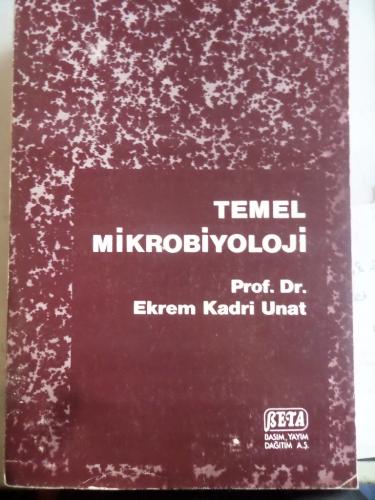 TEMEL
MİKROBİYOLOJİ
Prof. Dr.
Ekrem Kadri Unat
BETA
BASIM, YAYIM
DAĞITIM A.Ş.